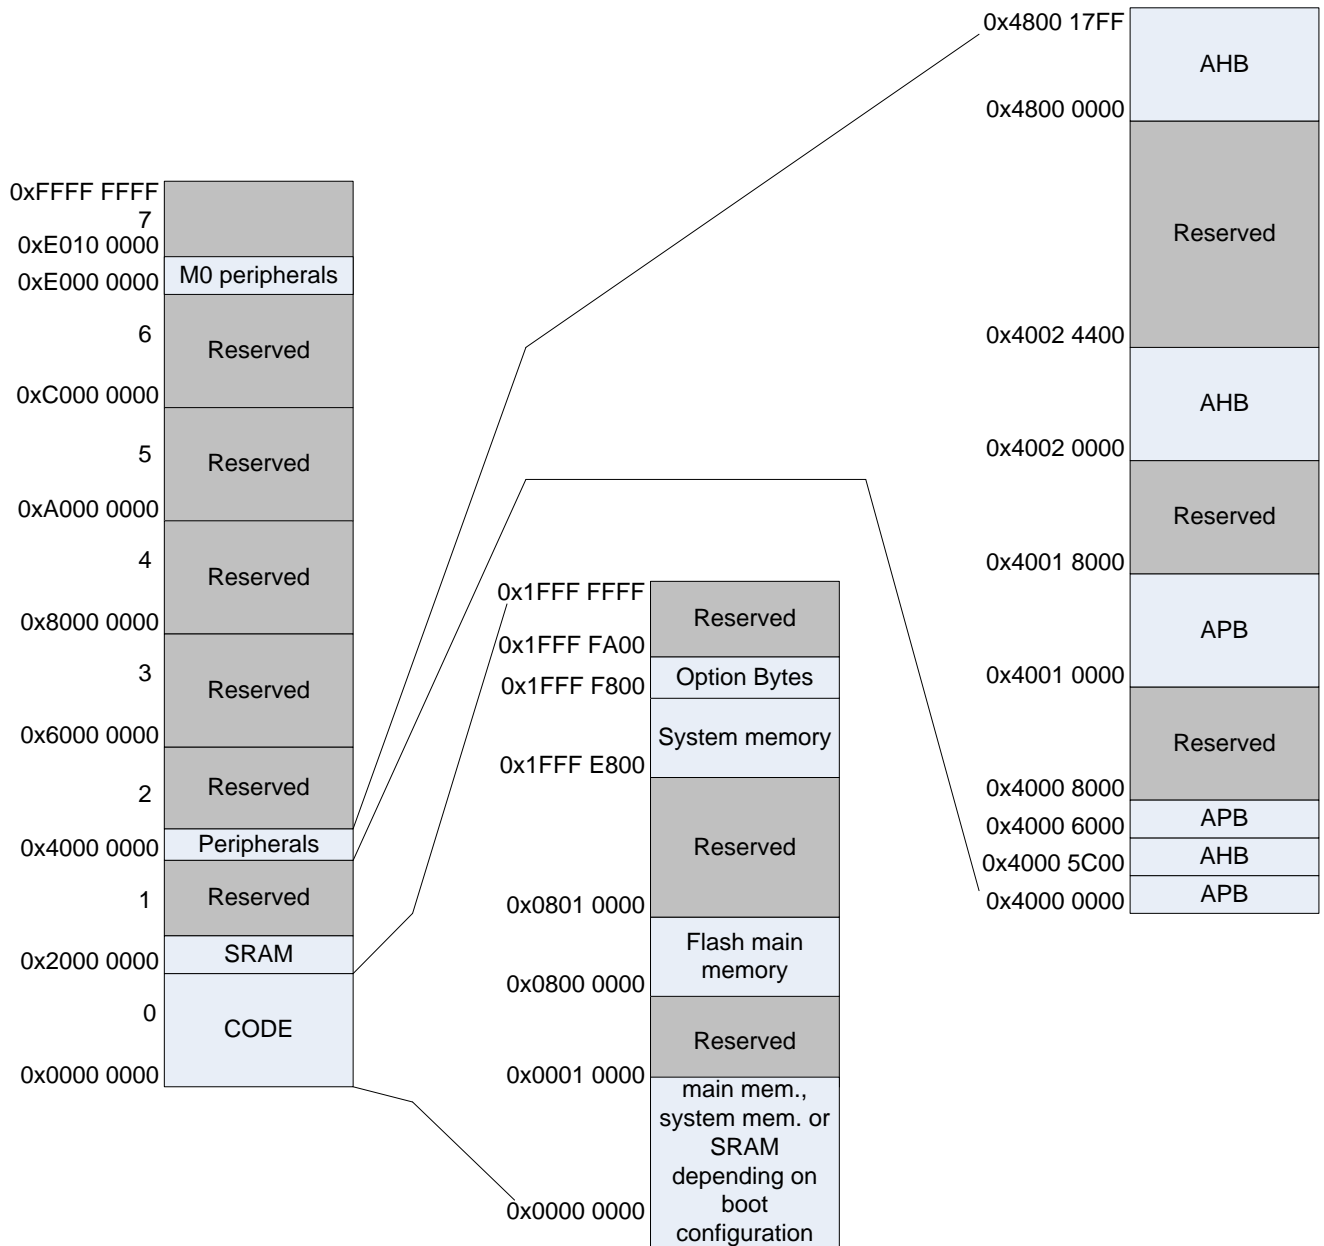 0xFFFF FFFF
7
0xE010 0000
M0 peripherals
0xE000 0000
6
Reserved
0xC000 0000
5
Reserved
0xA000 0000
4
Reserved
0x8000 0000
3
Reserved
0x6000 0000
Reserved
2
Peripherals
0x4000 0000
Reserved
1
SRAM
0x2000 0000
0
CODE
0x0000 0000
0x1FFF FFFF
Reserved
0x1FFF FA00
Option Bytes
0x1FFF F800
System memory
0x1FFF E800
Reserved
0x0801 0000
Flash main
memory
0x0800 0000
Reserved
0x0001 0000
main mem.,
system mem. or
SRAM
depending on
boot
configuration
0x0000 0000
0x4800 17FF
AHB
0x4800 0000
Reserved
0x4002 4400
AHB
0x4002 0000
Reserved
0x4001 8000
APB
0x4001 0000
Reserved
0x4000 8000
APB
0x4000 6000
AHB
0x4000 5C00
APB
0x4000 0000